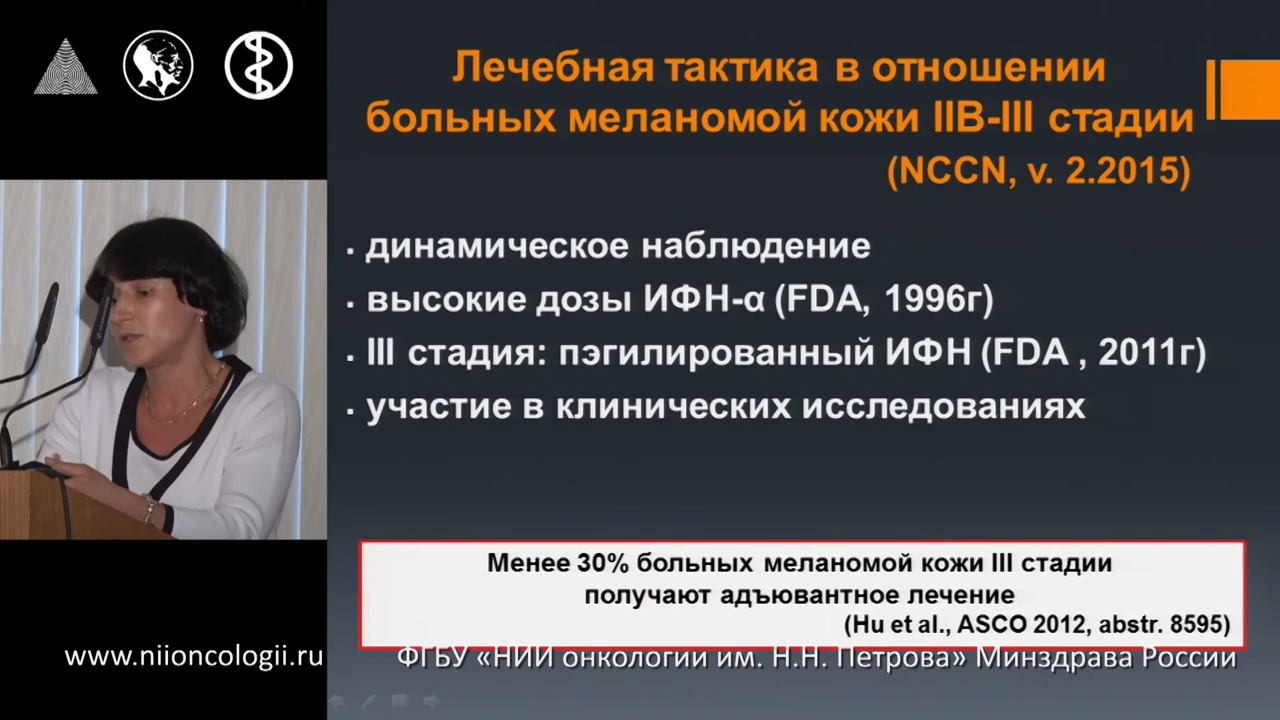 Лечебная тактика в отношении
больных меланомой кожи IIB-III стадии
(NCCN, v. 2.2015)
▪ динамическое наблюдение
▪ высокие дозы ИФН-α (FDA, 1996г)
▪ III стадия: пэгилированный ИФН (FDA , 2011г)
▪ участие в клинических исследованиях
Менее 30% больных меланомой кожи III стадии
получают адъювантное лечение
(Hu et al., ASCO 2012, abstr. 8595)
www.niioncologii.ru
ФГБУ «НИИ онкологии им. Н.Н. Петрова» Минздрава России